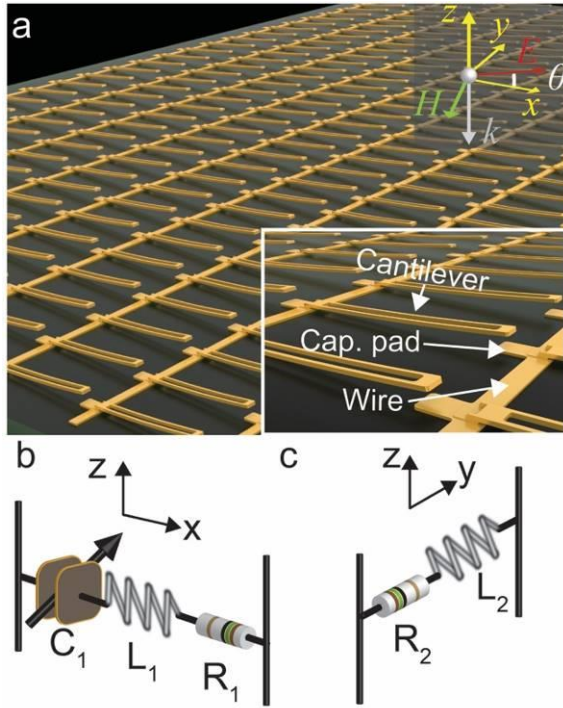 a
z
y
E
θ
x
H
k
Cantilever
Cap. pad
Wire
b
z
x
C1
L1
R1
c
z
y
L2
R2